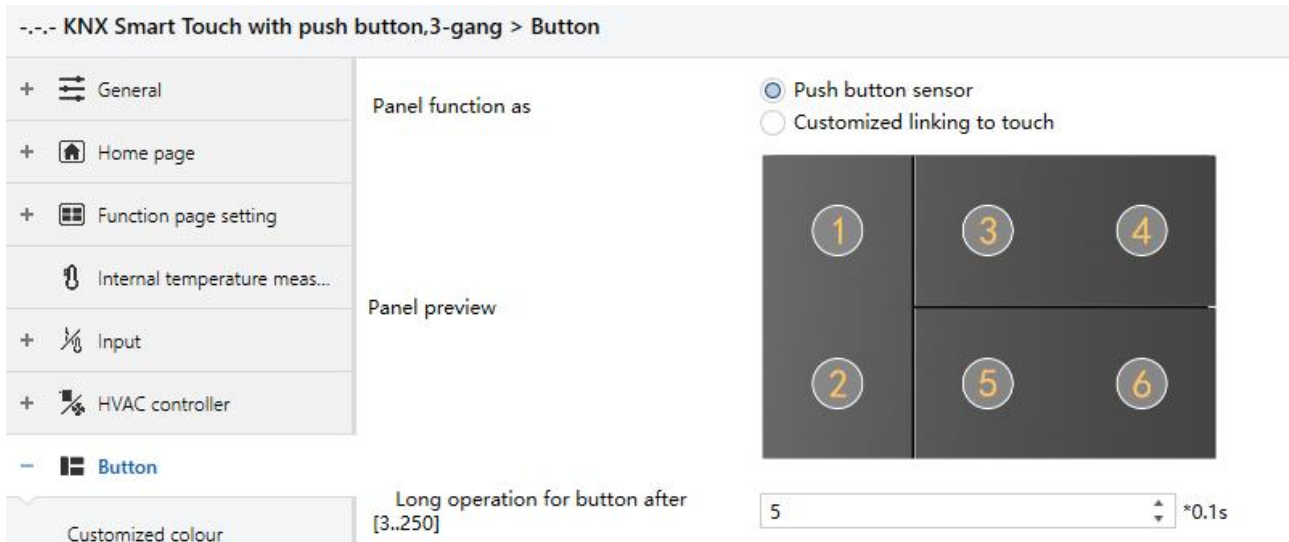 -.-.- KNX Smart Touch with push button,3-gang > Button
+ General
+ Home page
+ Function page setting
Internal temperature meas...
+ Input
+ HVAC controller
– Button
Customized colour
Panel function as
Push button sensor
Customized linking to touch
Panel preview
1 3 4
2 5 6
Long operation for button after
[3..250]
5 *0.1s